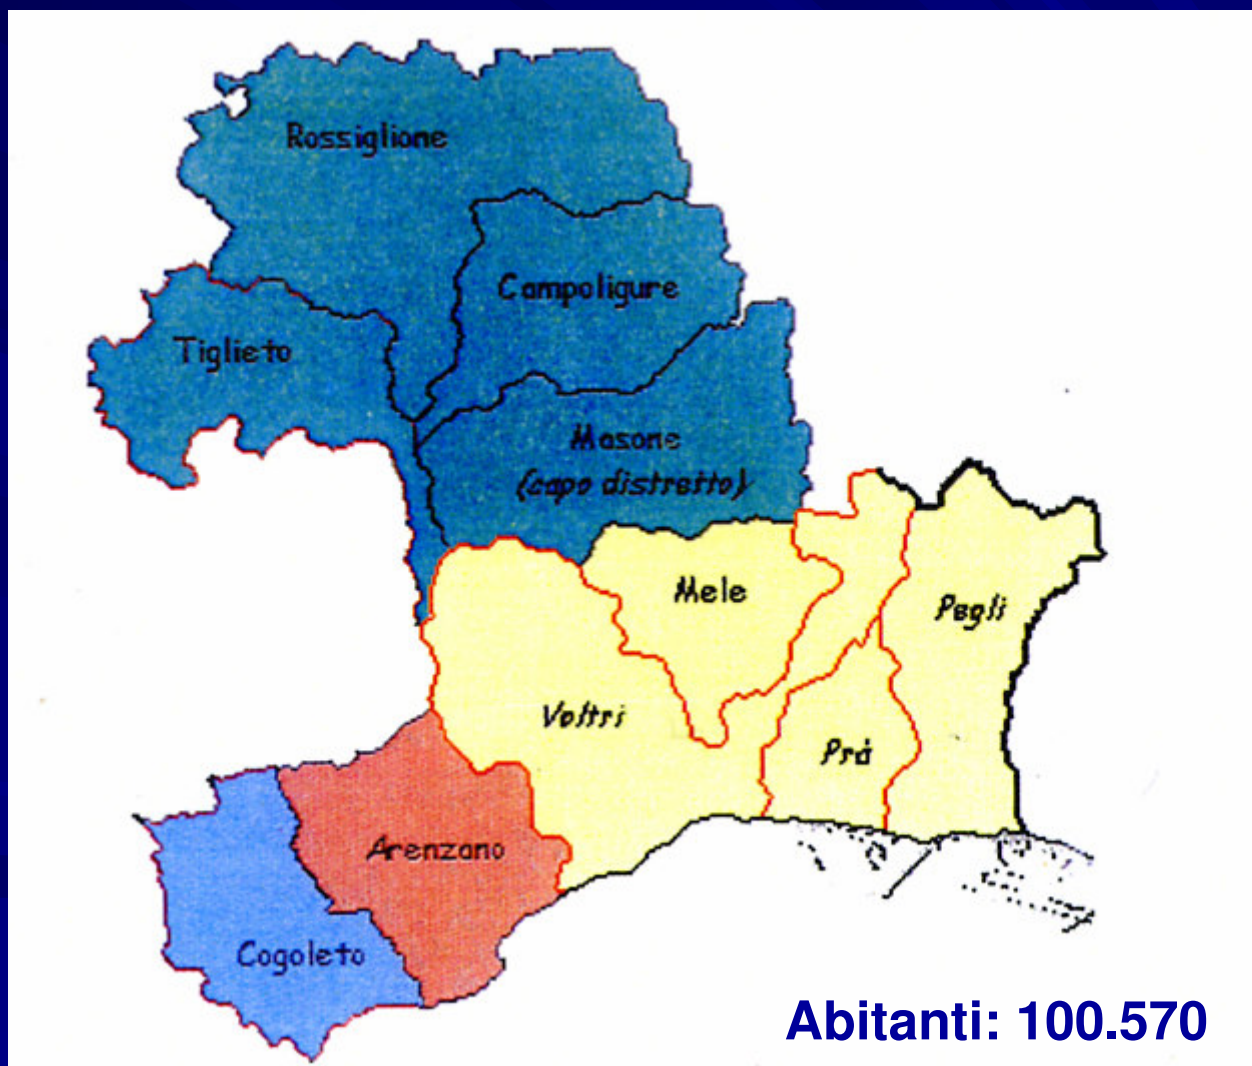 Rossiglione
Campoligure
Tiglieto
Masone
(capo distretto)
Mele
Pegli
Voltri
Prà
Arenzano
Cogoleto
Abitanti: 100.570